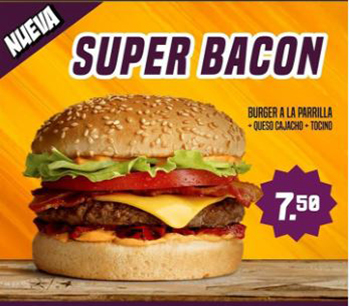 NUEVA
SUPER BACON
BURGER A LA PARRILLA
+ QUESO CAJACHO + TOCINO
7.50